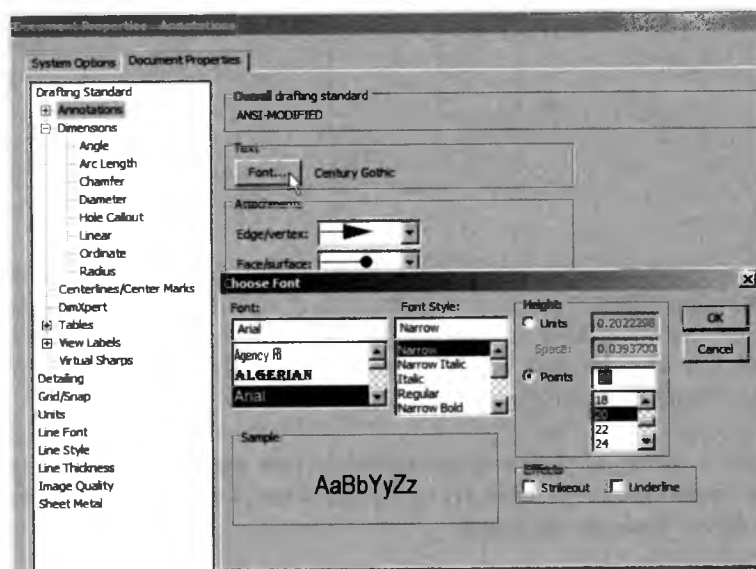 Document Properties - Annotations
System Options
Document Properties
Drafting Standard
Annotations
Dimensions
Angle
Arc Length
Chamfer
Diameter
Hole Callout
Linear
Ordinate
Radius
Centerlines/Center Marks
DimXpert
Tables
View Labels
Virtual Sharps
Detailing
Grid/Snap
Units
Line Font
Line Style
Line Thickness
Image Quality
Sheet Metal
Overall drafting standard
ANSI-MODIFIED
Text
Font...
Century Gothic
Attachments
Edge/vertex:
Face/surface:
Choose Font
Font:
Arial
Agency
ALGERIAN
Arial
Font Style:
Narrow
Narrow
Narrow Italic
Italic
Regular
Narrow Bold
Height:
Units
0.2022298
Space:
0.0393700
Points
18
20
22
24
OK
Cancel
Sample
AaBbYyZz
Effects
Strikeout
Underline